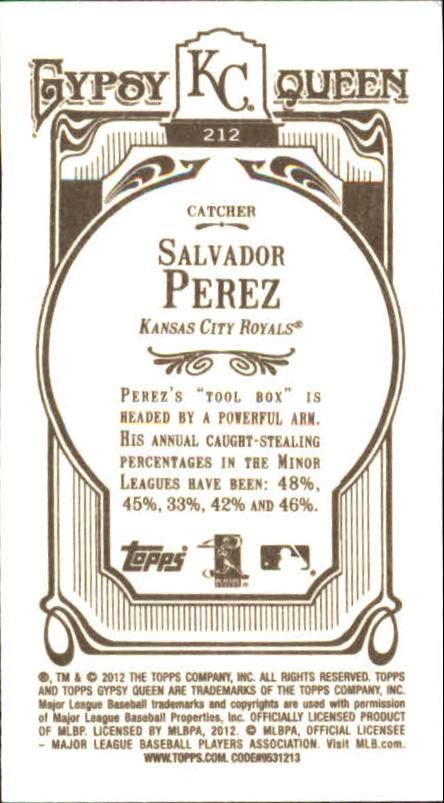 GYPSY KC QUEEN
212
CATCHER
SALVADOR
PEREZ
KANSAS CITY ROYALS®
PEREZ'S "TOOL BOX" IS
HEADED BY A POWERFUL ARM.
HIS ANNUAL CAUGHT-STEALING
PERCENTAGES IN THE MINOR
LEAGUES HAVE BEEN: 48%,
45%, 33%, 42% AND 46%.
Topps
®, TM & © 2012 THE TOPPS COMPANY, INC. ALL RIGHTS RESERVED. TOPPS
AND TOPPS GYPSY QUEEN ARE TRADEMARKS OF THE TOPPS COMPANY, INC.
Major League Baseball trademarks and copyrights are used with permission
of Major League Baseball Properties, Inc. OFFICIALLY LICENSED PRODUCT
OF MLBP. LICENSED BY MLBPA, 2012. © MLBPA, OFFICIAL LICENSEE
– MAJOR LEAGUE BASEBALL PLAYERS ASSOCIATION. Visit MLB.com.
WWW.TOPPS.COM. CODE#9531213